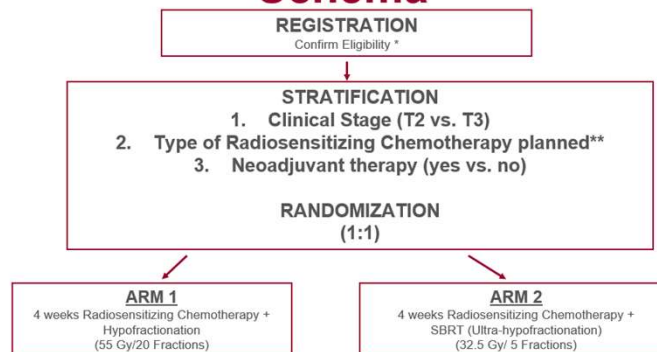 Schema
REGISTRATION
Confirm Eligibility *
STRATIFICATION
1. Clinical Stage (T2 vs. T3)
2. Type of Radiosensitizing Chemotherapy planned**
3. Neoadjuvant therapy (yes vs. no)
RANDOMIZATION
(1:1)
ARM 1
4 weeks Radiosensitizing Chemotherapy +
Hypofractionation
(55 Gy/20 Fractions)
ARM 2
4 weeks Radiosensitizing Chemotherapy +
SBRT (Ultra-hypofractionation)
(32.5 Gy/ 5 Fractions)